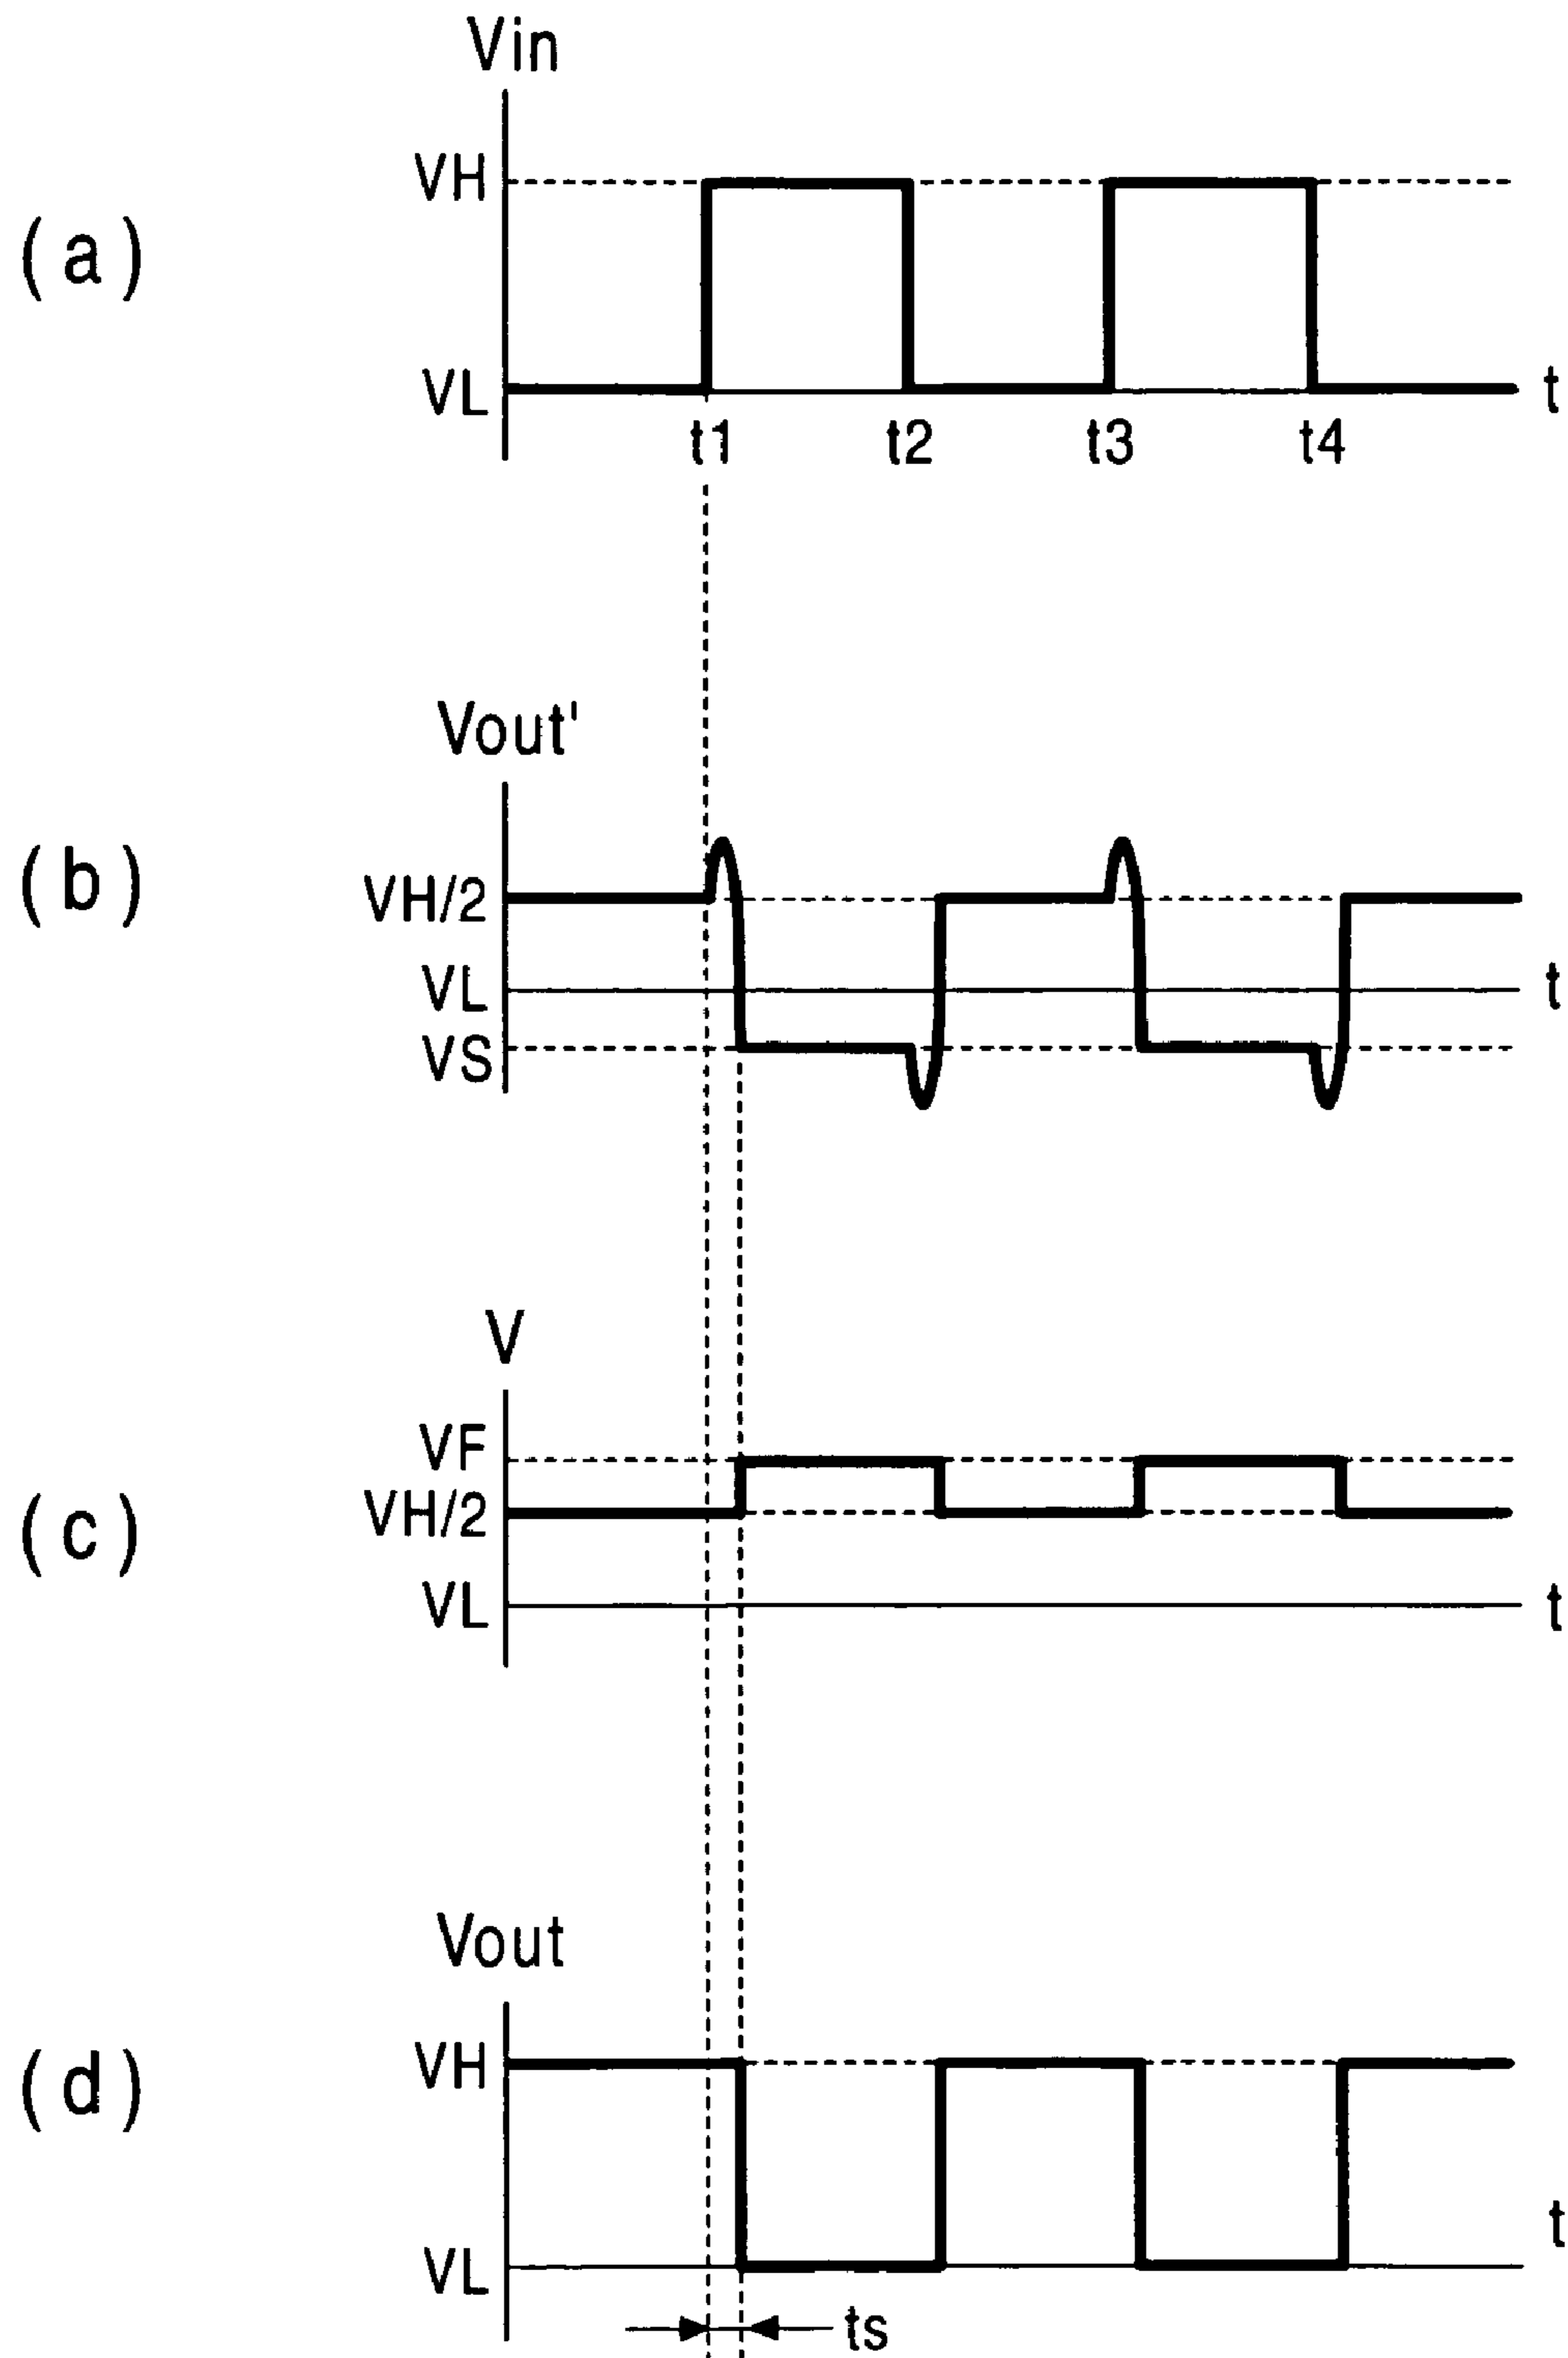 Vin
VH
(a)
VL
t
t1 t2 t3 t4
Vout'
(b)
VH/2
VL
t
VS
V
VF
VH/2
(c)
VL
t
Vout
VH
(d)
t
VL
ts